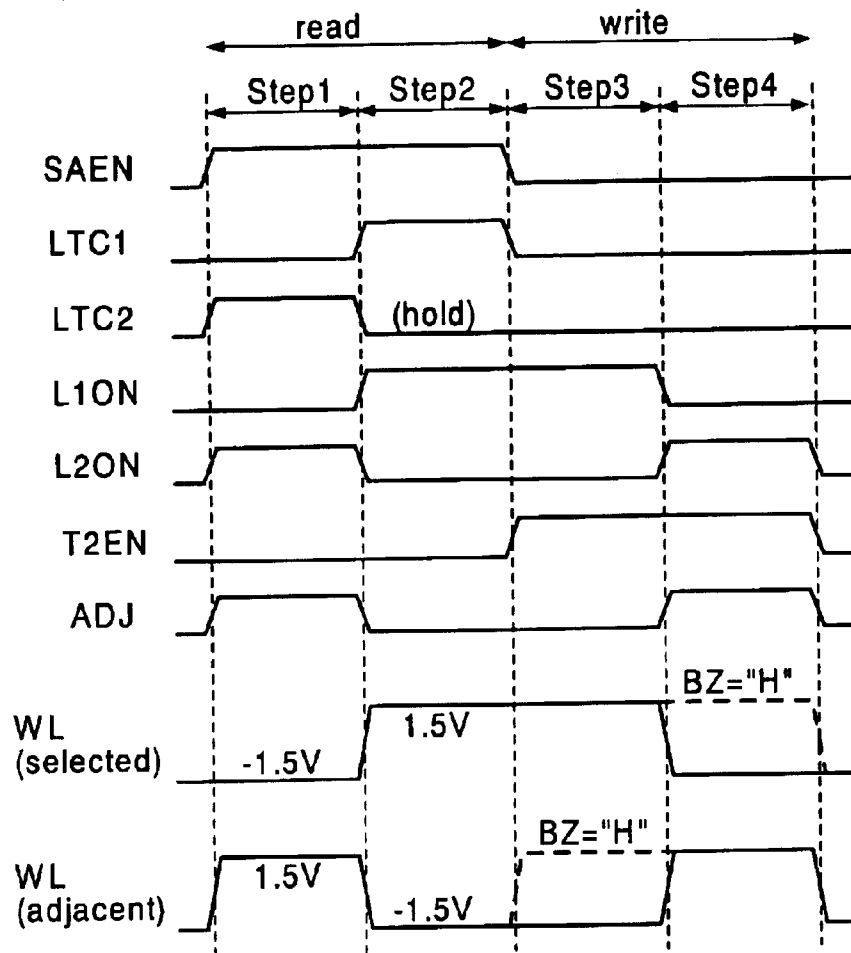 read write
Step1 Step2 Step3 Step4
SAEN
LTC1
LTC2 (hold)
L1ON
L2ON
T2EN
ADJ
BZ="H"
WL
(selected)
1.5V
-1.5V
BZ="H"
WL
(adjacent)
1.5V
-1.5V